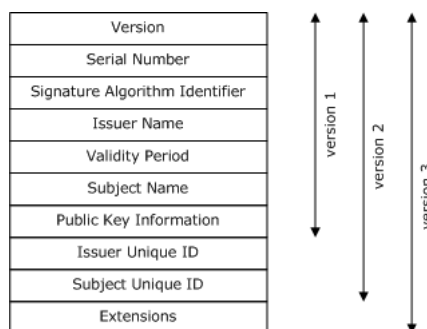 Version
Serial Number
Signature Algorithm Identifier
Issuer Name
Validity Period
Subject Name
Public Key Information
Issuer Unique ID
Subject Unique ID
Extensions
version 1
version 2
version 3